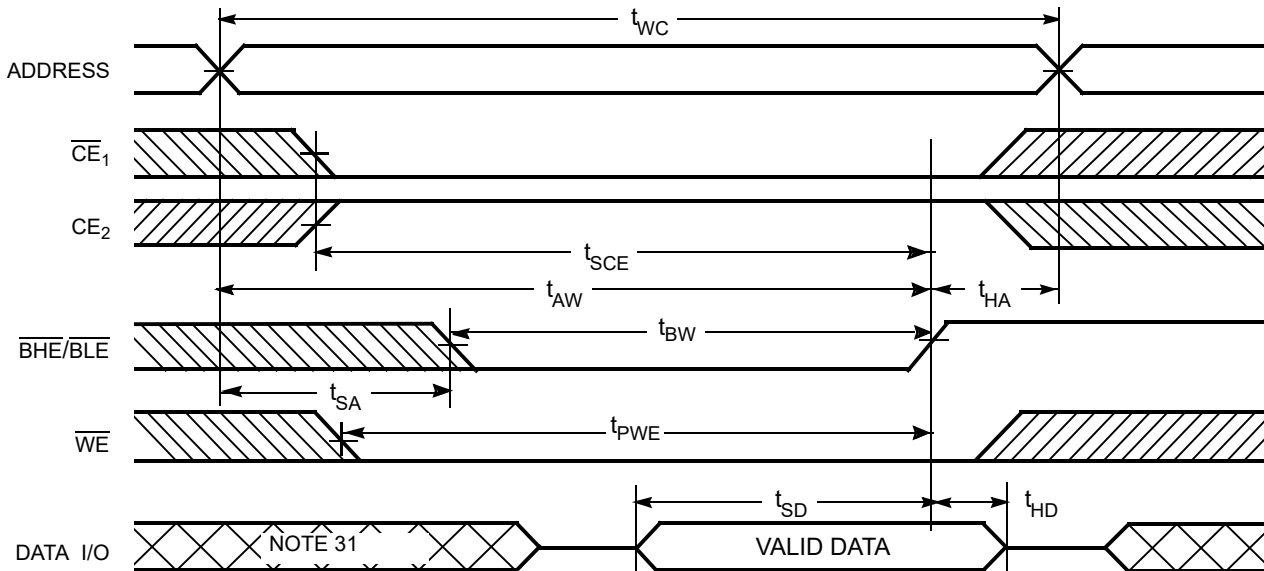 tWC
ADDRESS
CE1
CE2
tSCE
tAW
tHA
BHE/BLE
tBW
tSA
WE
tPWE
tSD
tHD
DATA I/O
NOTE 31
VALID DATA